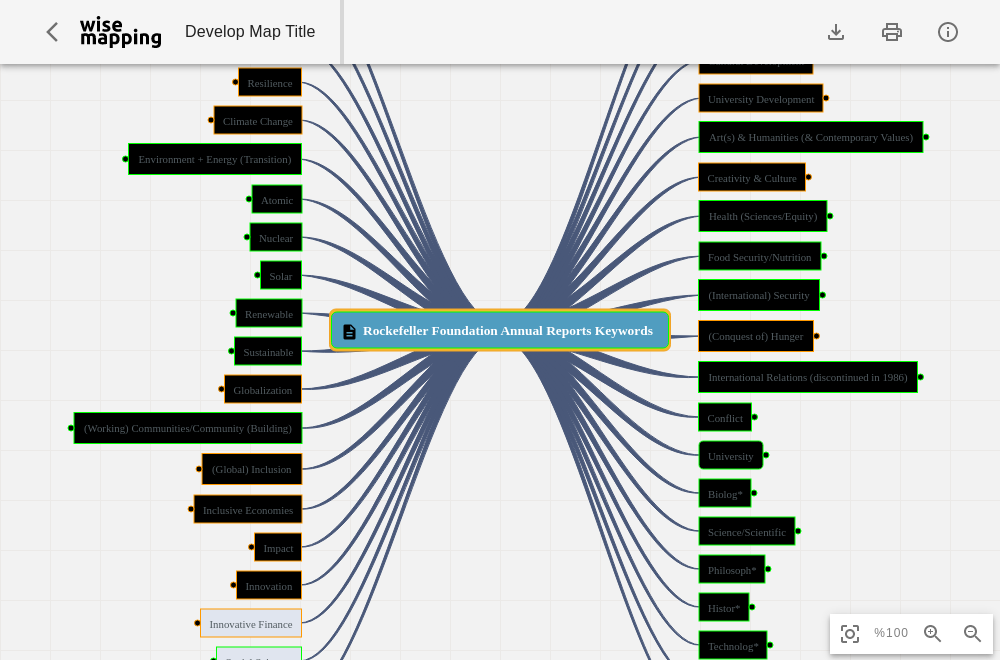 wise
mapping
Develop Map Title
Resilience
Climate Change
Environment + Energy (Transition)
Atomic
Nuclear
Solar
Renewable
Sustainable
Globalization
(Working) Communities/Community (Building)
(Global) Inclusion
Inclusive Economies
Impact
Innovation
Innovative Finance
Rockefeller Foundation Annual Reports Keywords
University Development
Art(s) & Humanities (& Contemporary Values)
Creativity & Culture
Health (Sciences/Equity)
Food Security/Nutrition
(International) Security
(Conquest of) Hunger
International Relations (discontinued in 1986)
Conflict
University
Biolog*
Science/Scientific
Philosoph*
Histor*
Technolog*
%100